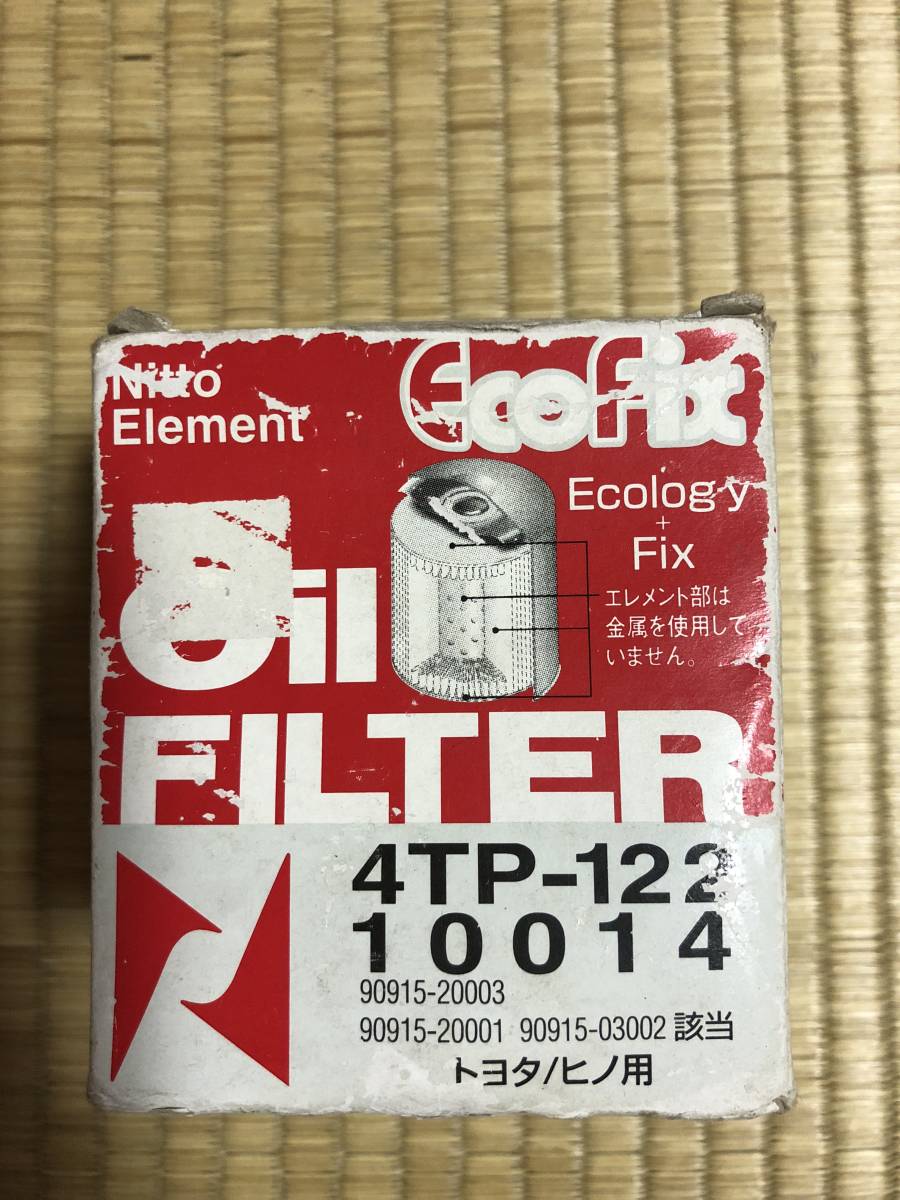 Nitto
Element
EcoFix
Ecology
+
Fix
エレメント部は
金属を使用して
いません。
Oil
FILTER
4TP-122
10014
90915-20003
90915-20001 90915-03002 該当
トヨタ/ヒノ用